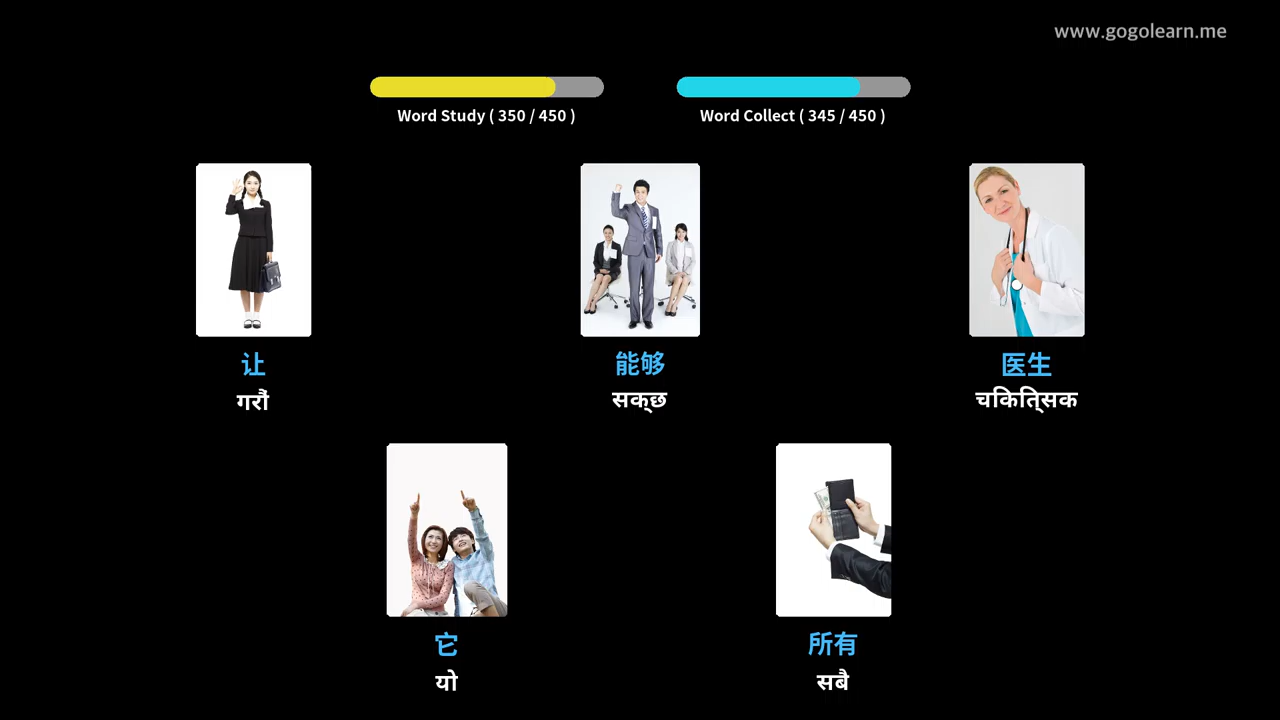 www.gogolearn.me
Word Study ( 350 / 450 )
Word Collect ( 345 / 450 )
让
गरौं
能够
सक्छ
医生
चिकित्सक
它
यो
所有
सबै